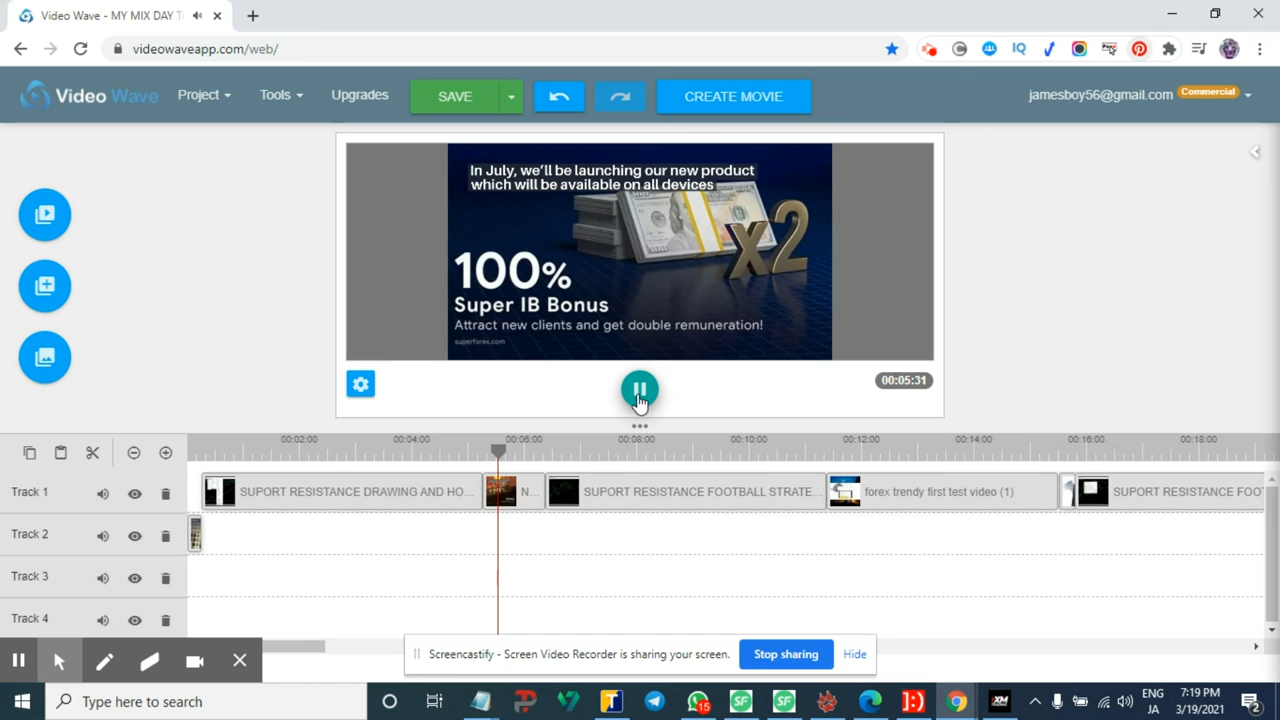 Video Wave - MY MIX DAY T
videowaveapp.com/web/
Video Wave
Project
Tools
Upgrades
SAVE
CREATE MOVIE
jamesboy56@gmail.com
Commercial
In July, we'll be launching our new product
which will be available on all devices
x2
100%
Super IB Bonus
Attract new clients and get double remuneration!
superforex.com
00:05:31
00:02:00
00:04:00
00:06:00
00:08:00
00:10:00
00:12:00
00:14:00
00:16:00
00:18:00
Track 1
SUPORT RESISTANCE DRAWING AND HO...
N...
SUPORT RESISTANCE FOOTBALL STRATE...
forex trendy first test video (1)
SUPORT RESISTANCE FOO
Track 2
Track 3
Track 4
Screencastify - Screen Video Recorder is sharing your screen.
Stop sharing
Hide
Type here to search
15
ENG
JA
7:19 PM
3/19/2021
2